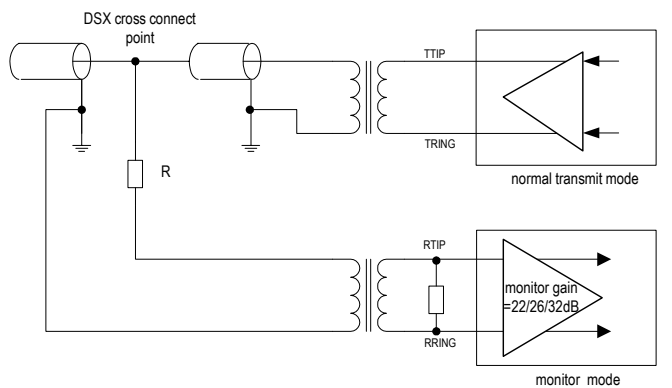 DSX cross connect
point
TTIP
TRING
normal transmit mode
R
RTIP
monitor gain
=22/26/32dB
RRING
monitor mode